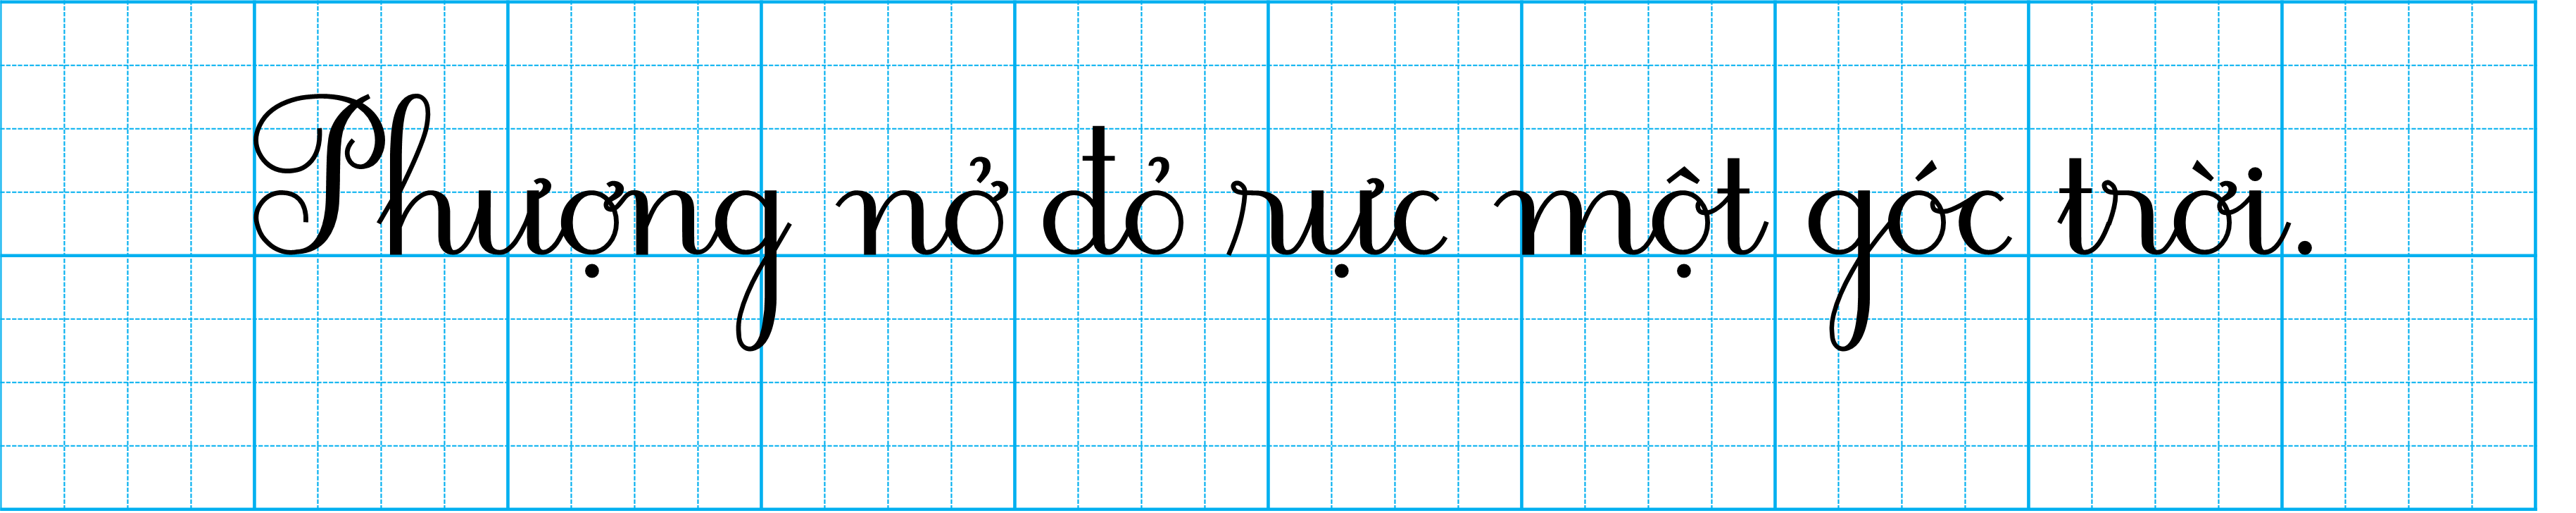 Phượng nở đỏ rực một góc trời.